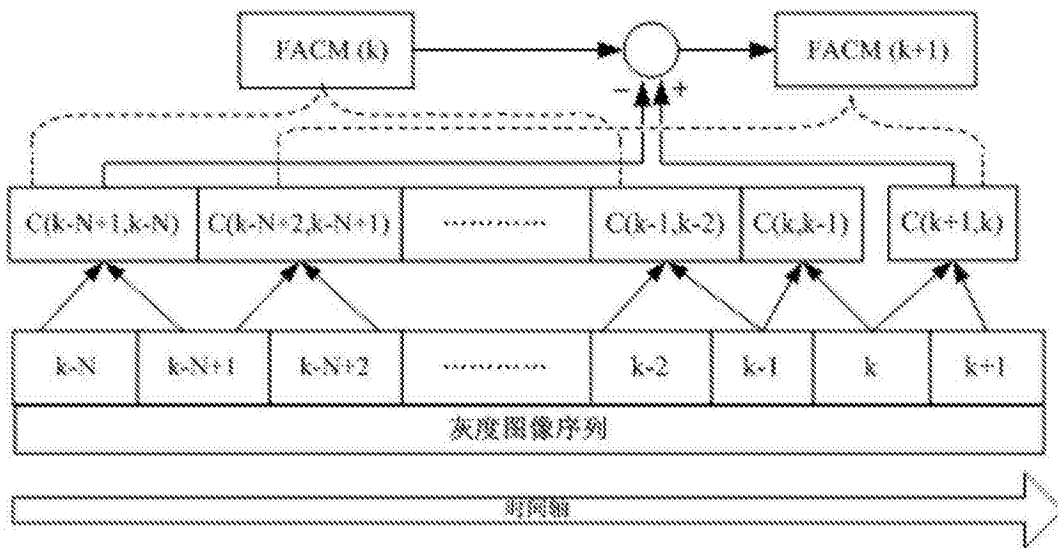 FACM (k)
FACM (k+1)
− +
C(k-N+1,k-N) C(k-N+2,k-N+1) ············ C(k-1,k-2) C(k,k-1) C(k+1,k)
k-N k-N+1 k-N+2 ············ k-2 k-1 k k+1
灰度图像序列
时间轴